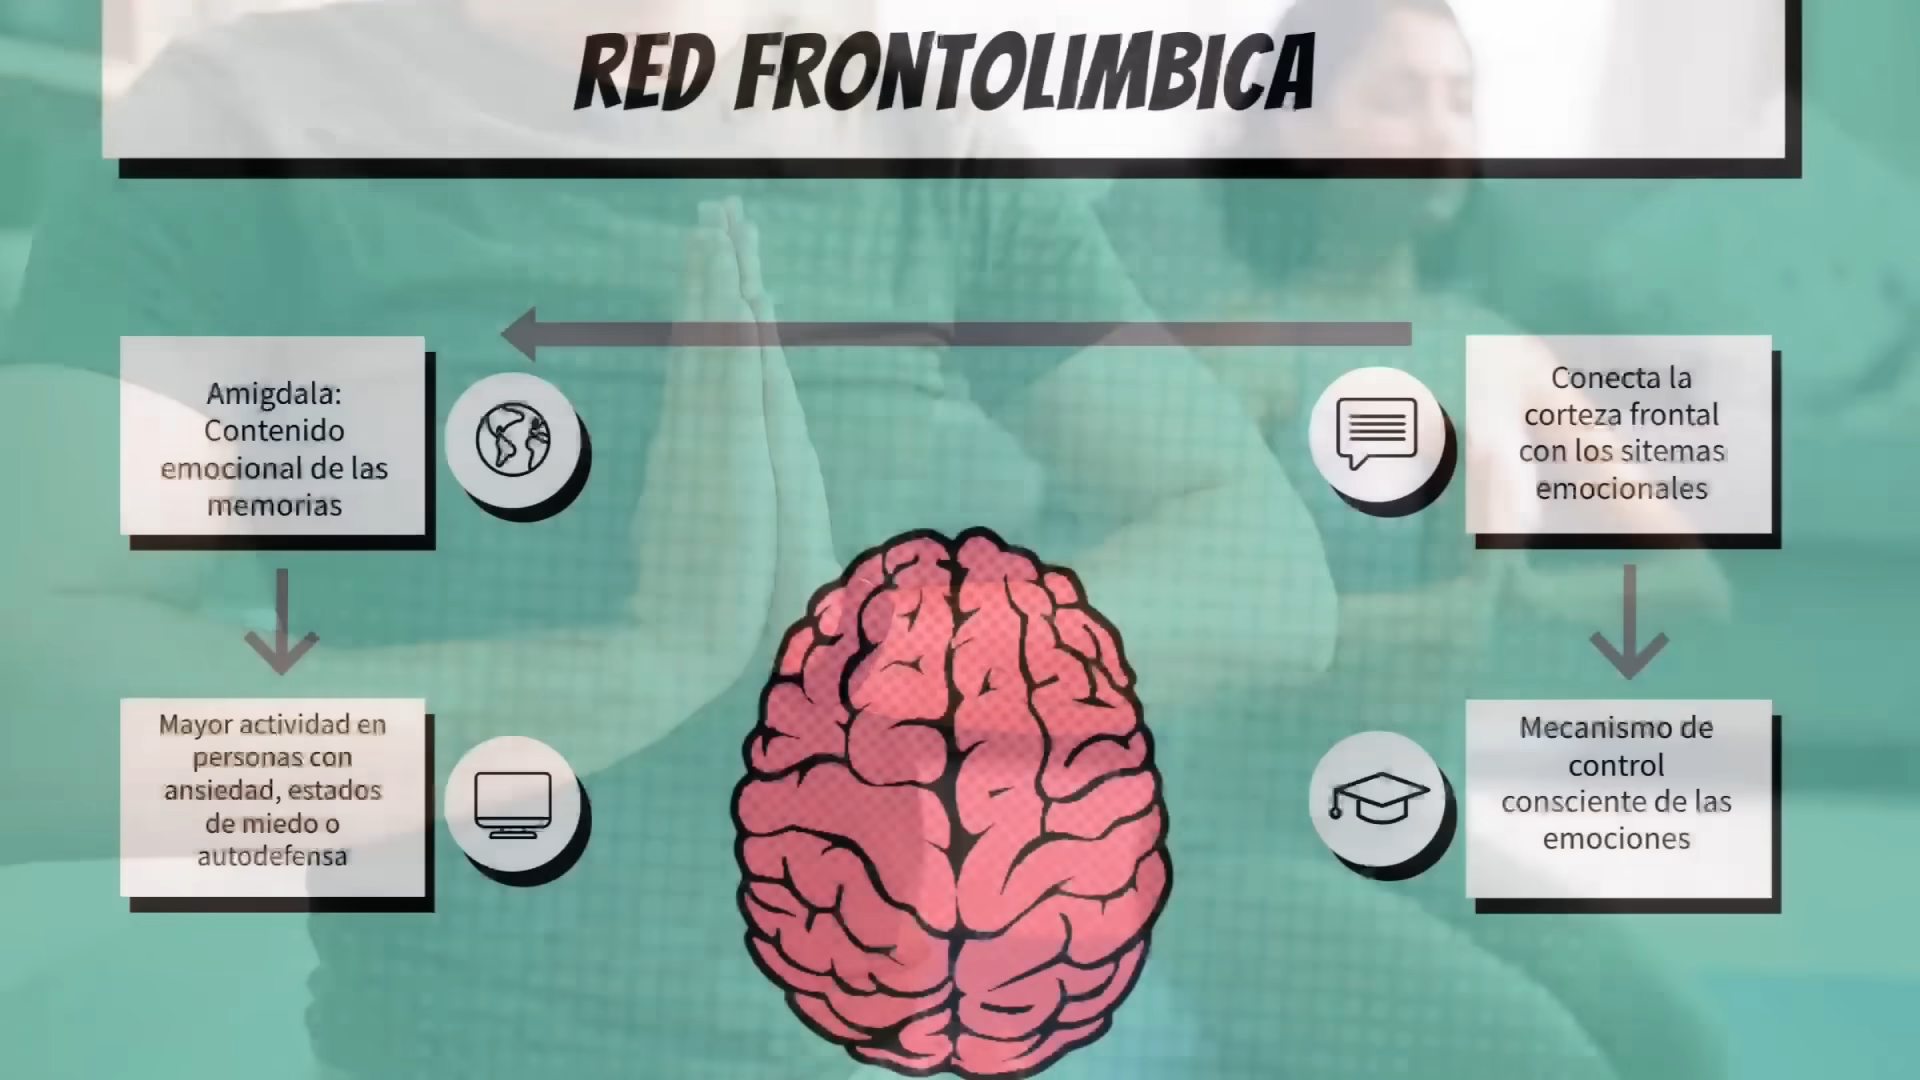 RED FRONTOLIMBICA
Amigdala:
Contenido
emocional de las
memorias
Conecta la
corteza frontal
con los sitemas
emocionales
Mayor actividad en
personas con
ansiedad, estados
de miedo o
autodefensa
Mecanismo de
control
consciente de las
emociones